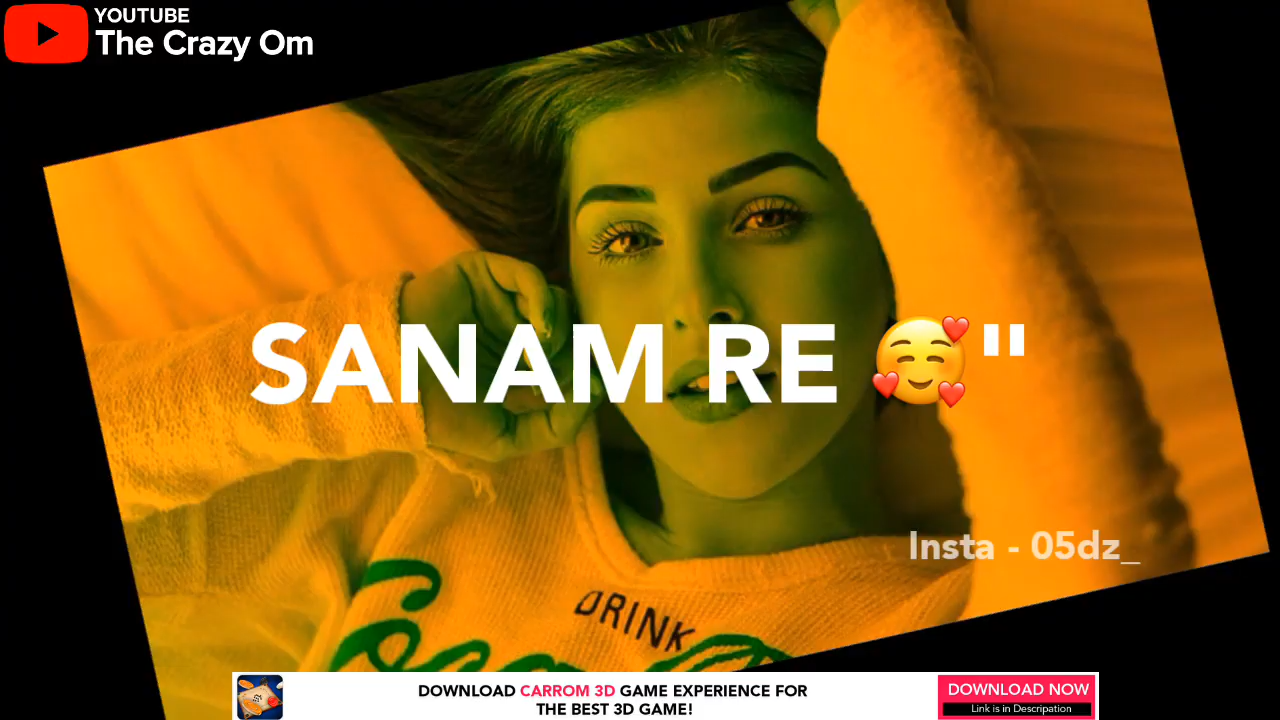 YOUTUBE
The Crazy Om
SANAM RE 🥰"
Insta - 05dz_
DRINK
DOWNLOAD CARROM 3D GAME EXPERIENCE FOR
THE BEST 3D GAME!
DOWNLOAD NOW
Link is in Descripation